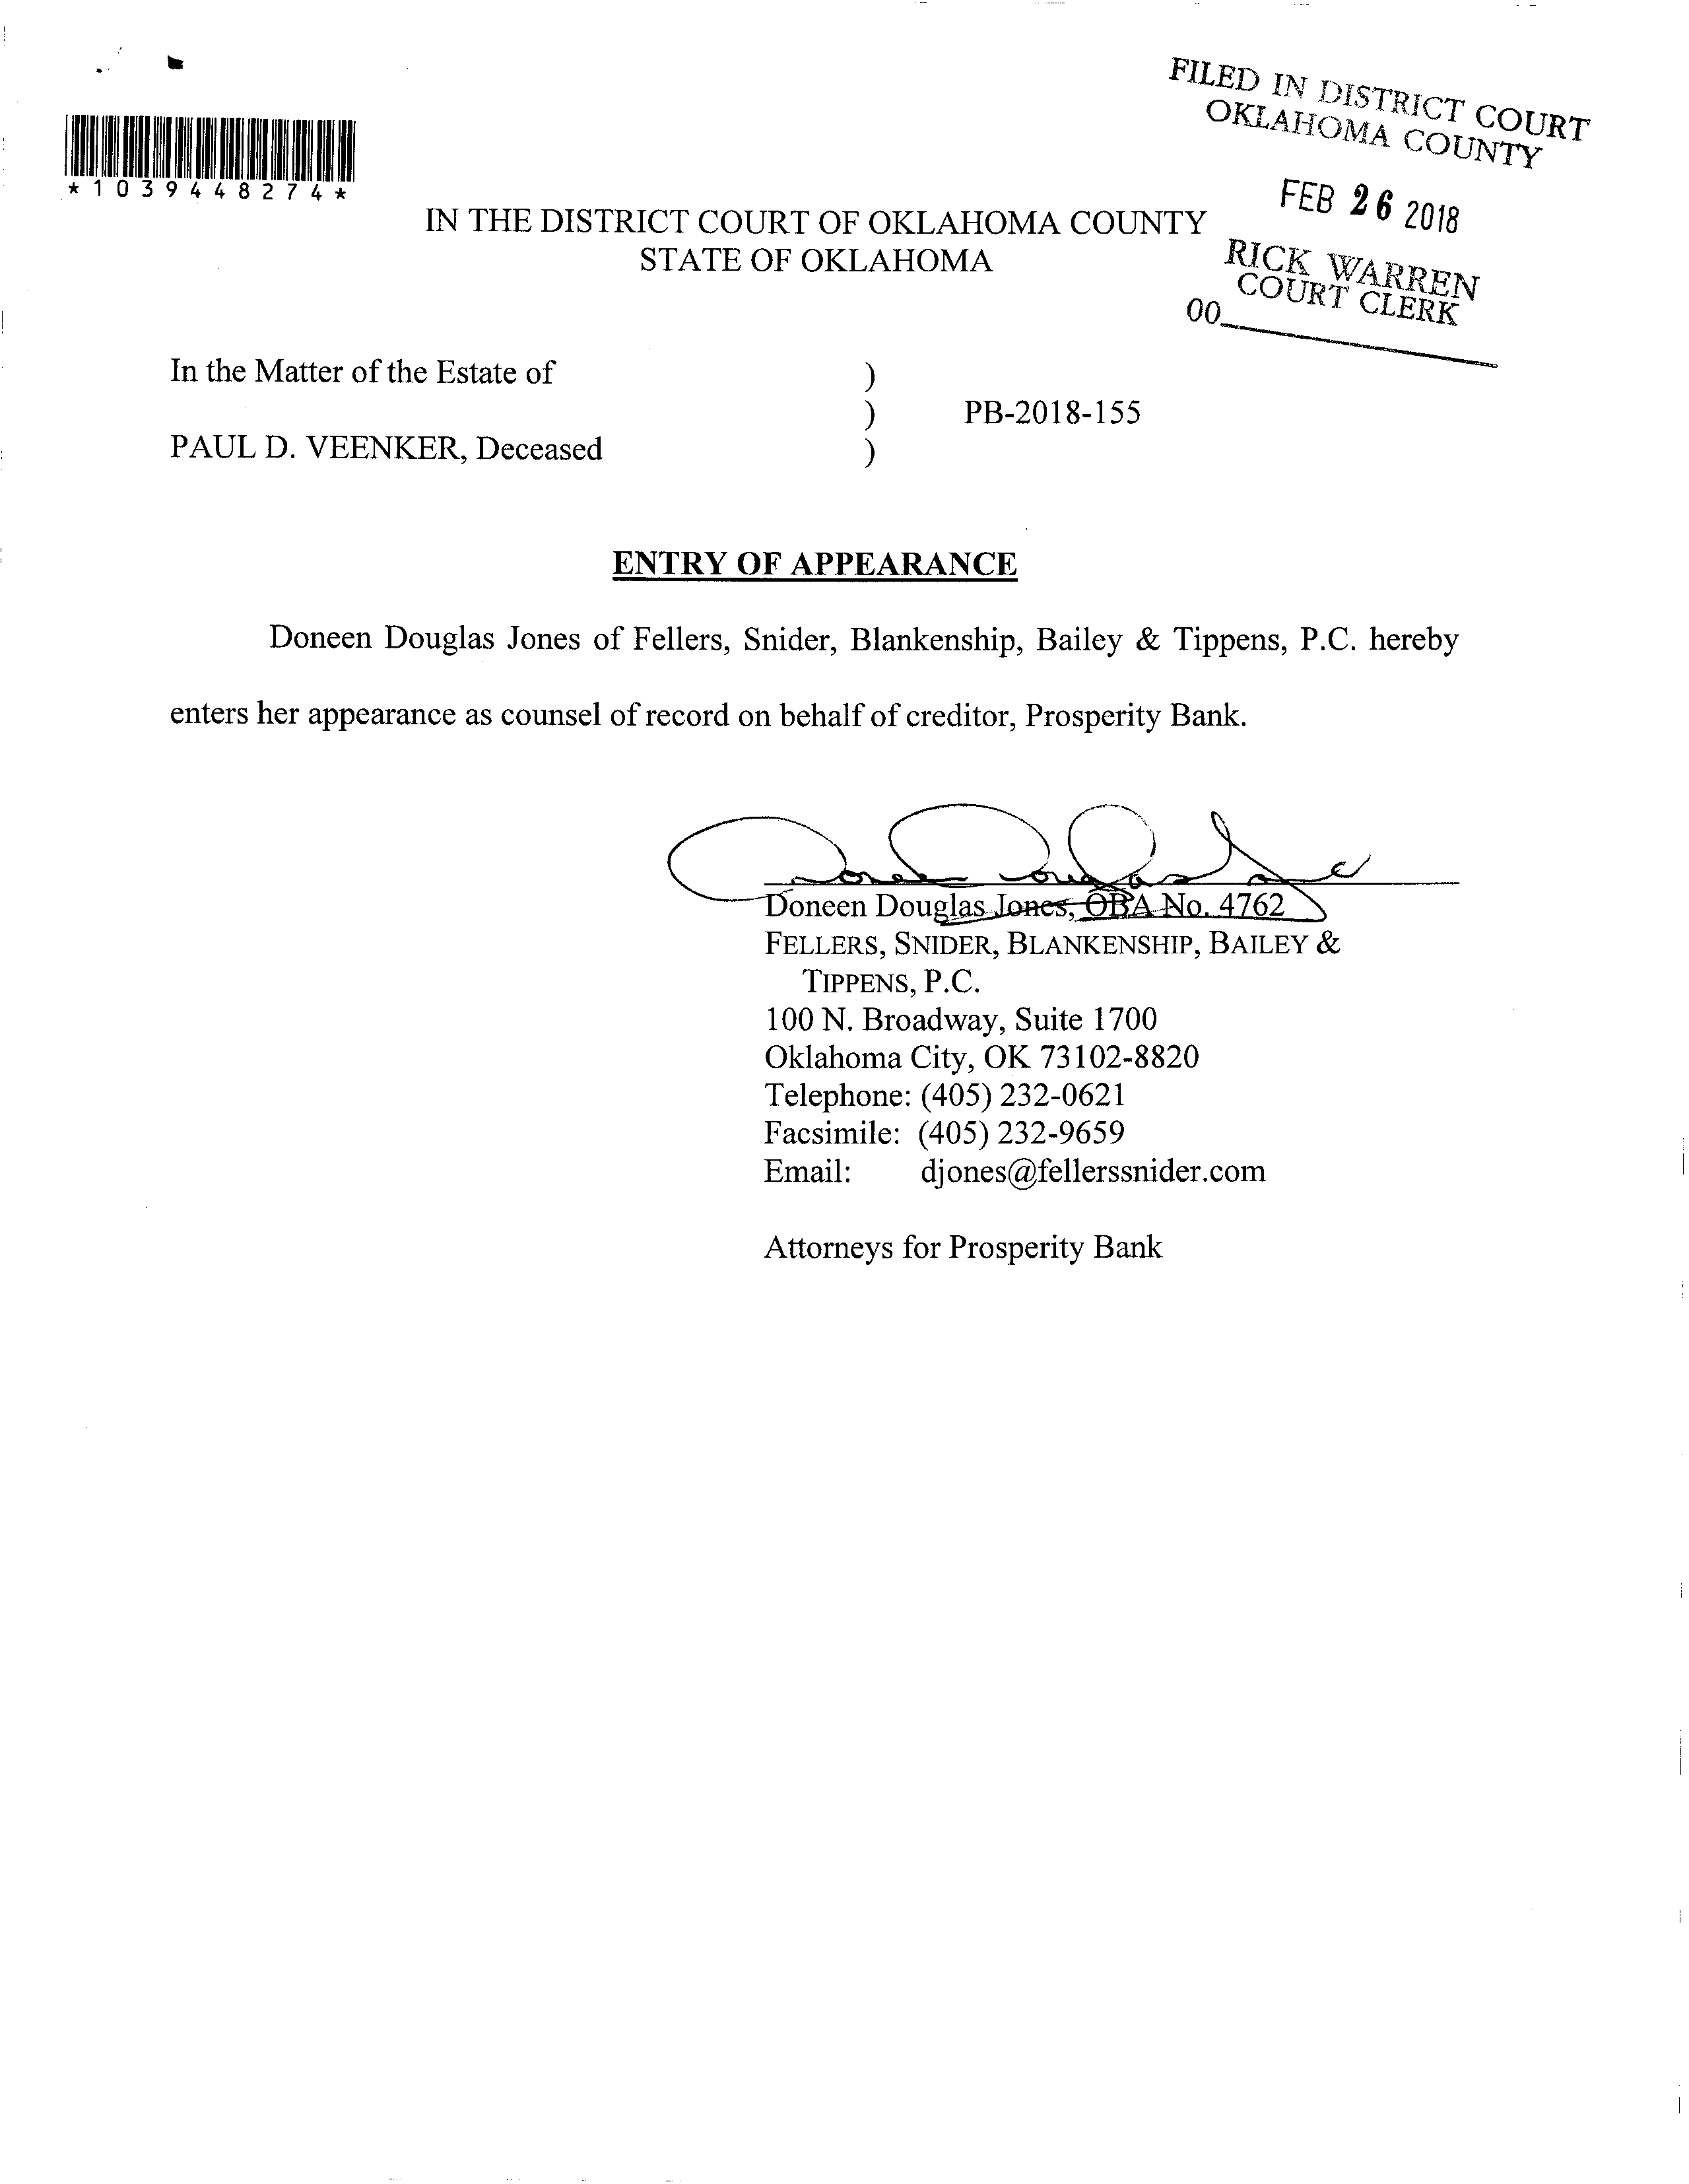 FILED IN DISTRICT COURT
OKLAHOMA COUNTY
FEB 26 2018
RICK WARREN
COURT CLERK
00
*1039448274*
IN THE DISTRICT COURT OF OKLAHOMA COUNTY
STATE OF OKLAHOMA
In the Matter of the Estate of )
) PB-2018-155
PAUL D. VEENKER, Deceased )
ENTRY OF APPEARANCE
Doneen Douglas Jones of Fellers, Snider, Blankenship, Bailey & Tippens, P.C. hereby
enters her appearance as counsel of record on behalf of creditor, Prosperity Bank.
Doneen Douglas Jones
Doneen Douglas Jones, OBA No. 4762
FELLERS, SNIDER, BLANKENSHIP, BAILEY &
TIPPENS, P.C.
100 N. Broadway, Suite 1700
Oklahoma City, OK 73102-8820
Telephone: (405) 232-0621
Facsimile: (405) 232-9659
Email: djones@fellerssnider.com
Attorneys for Prosperity Bank